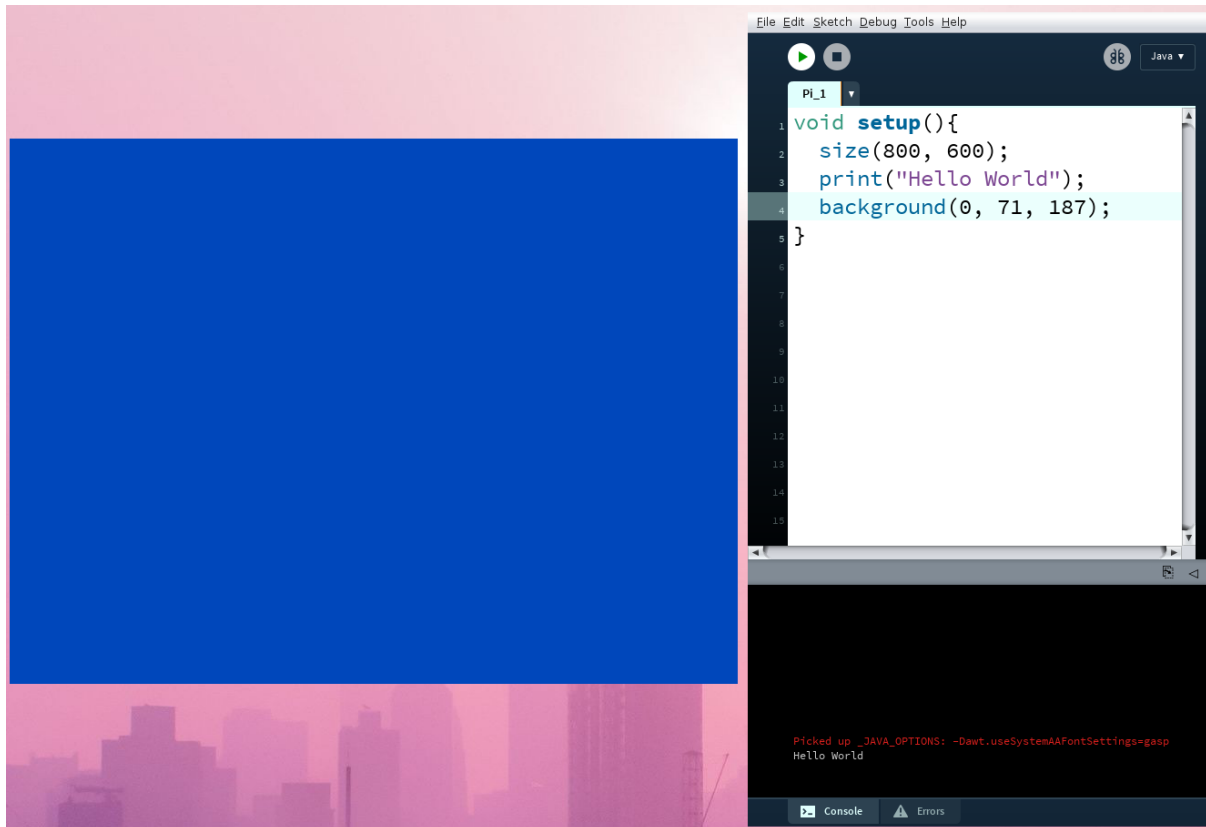 File Edit Sketch Debug Tools Help
Java ▼
Pi_1 ▼
1 void setup(){
2   size(800, 600);
3   print("Hello World");
4   background(0, 71, 187);
5 }
6
7
8
9
10
11
12
13
14
15
Picked up _JAVA_OPTIONS: -Dawt.useSystemAAFontSettings=gasp
Hello World
Console Errors